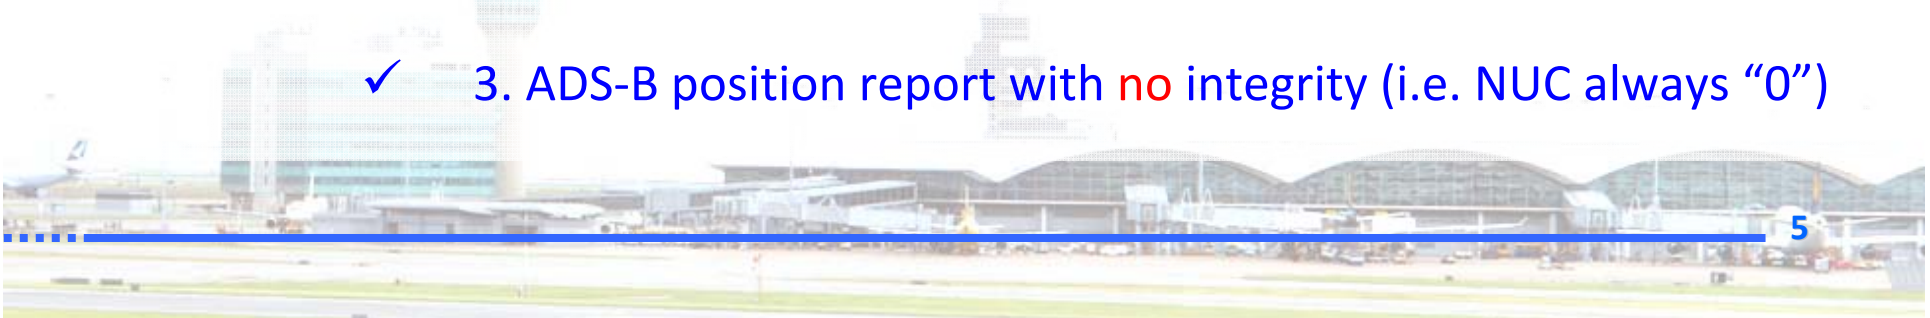 ✓ 3. ADS-B position report with no integrity (i.e. NUC always “0”)
5